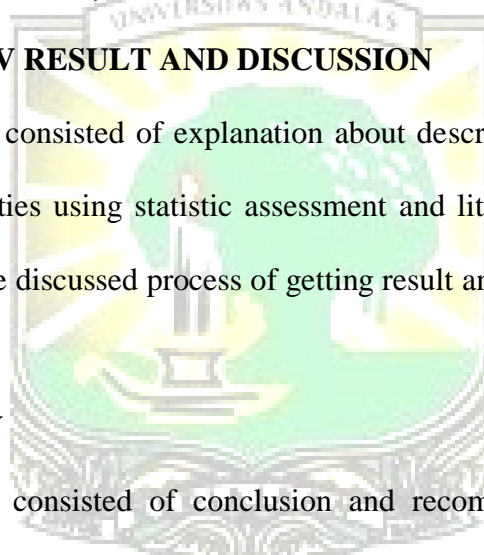 UNIVERSITAS ANDALAS
V RESULT AND DISCUSSION
consisted of explanation about descr
ties using statistic assessment and lit
e discussed process of getting result an
consisted of conclusion and recom